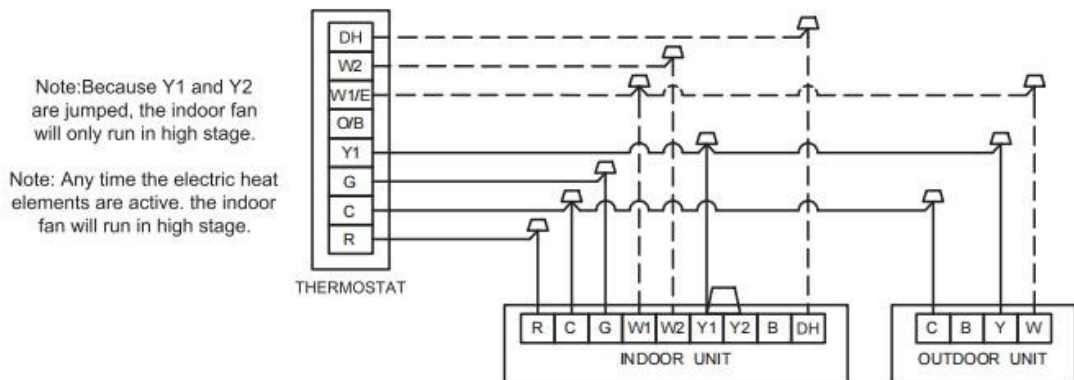 Note:Because Y1 and Y2
are jumped, the indoor fan
will only run in high stage.
Note: Any time the electric heat
elements are active. the indoor
fan will run in high stage.
DH
W2
W1/E
O/B
Y1
G
C
R
THERMOSTAT
R C G W1 W2 Y1 Y2 B DH
INDOOR UNIT
C B Y W
OUTDOOR UNIT